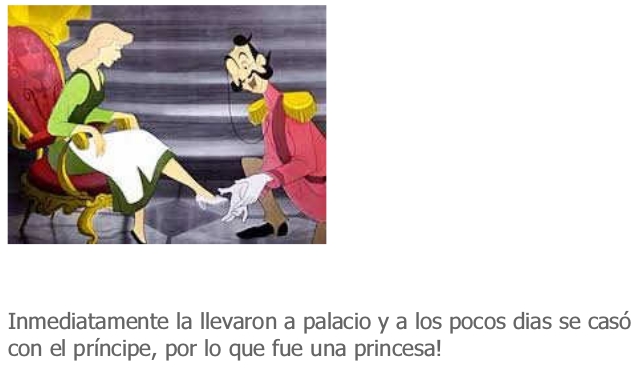 Inmediatamente la llevaron a palacio y a los pocos dias se casó
con el príncipe, por lo que fue una princesa!